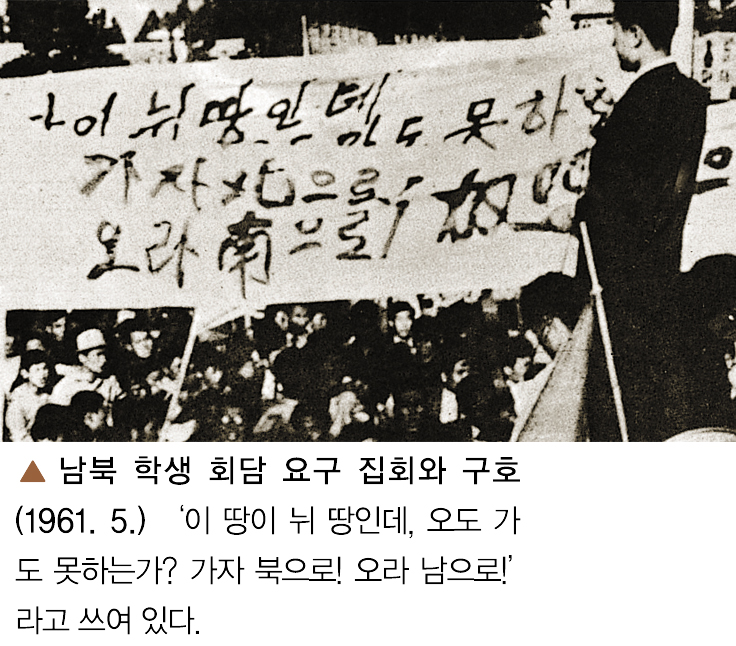 이 뉘 땅인데 도 못하
가자 北으로!
오라 南으로!
▲ 남북 학생 회담 요구 집회와 구호
(1961. 5.) ‘이 땅이 뉘 땅인데, 오도 가
도 못하는가? 가자 북으로! 오라 남으로!’
라고 쓰여 있다.